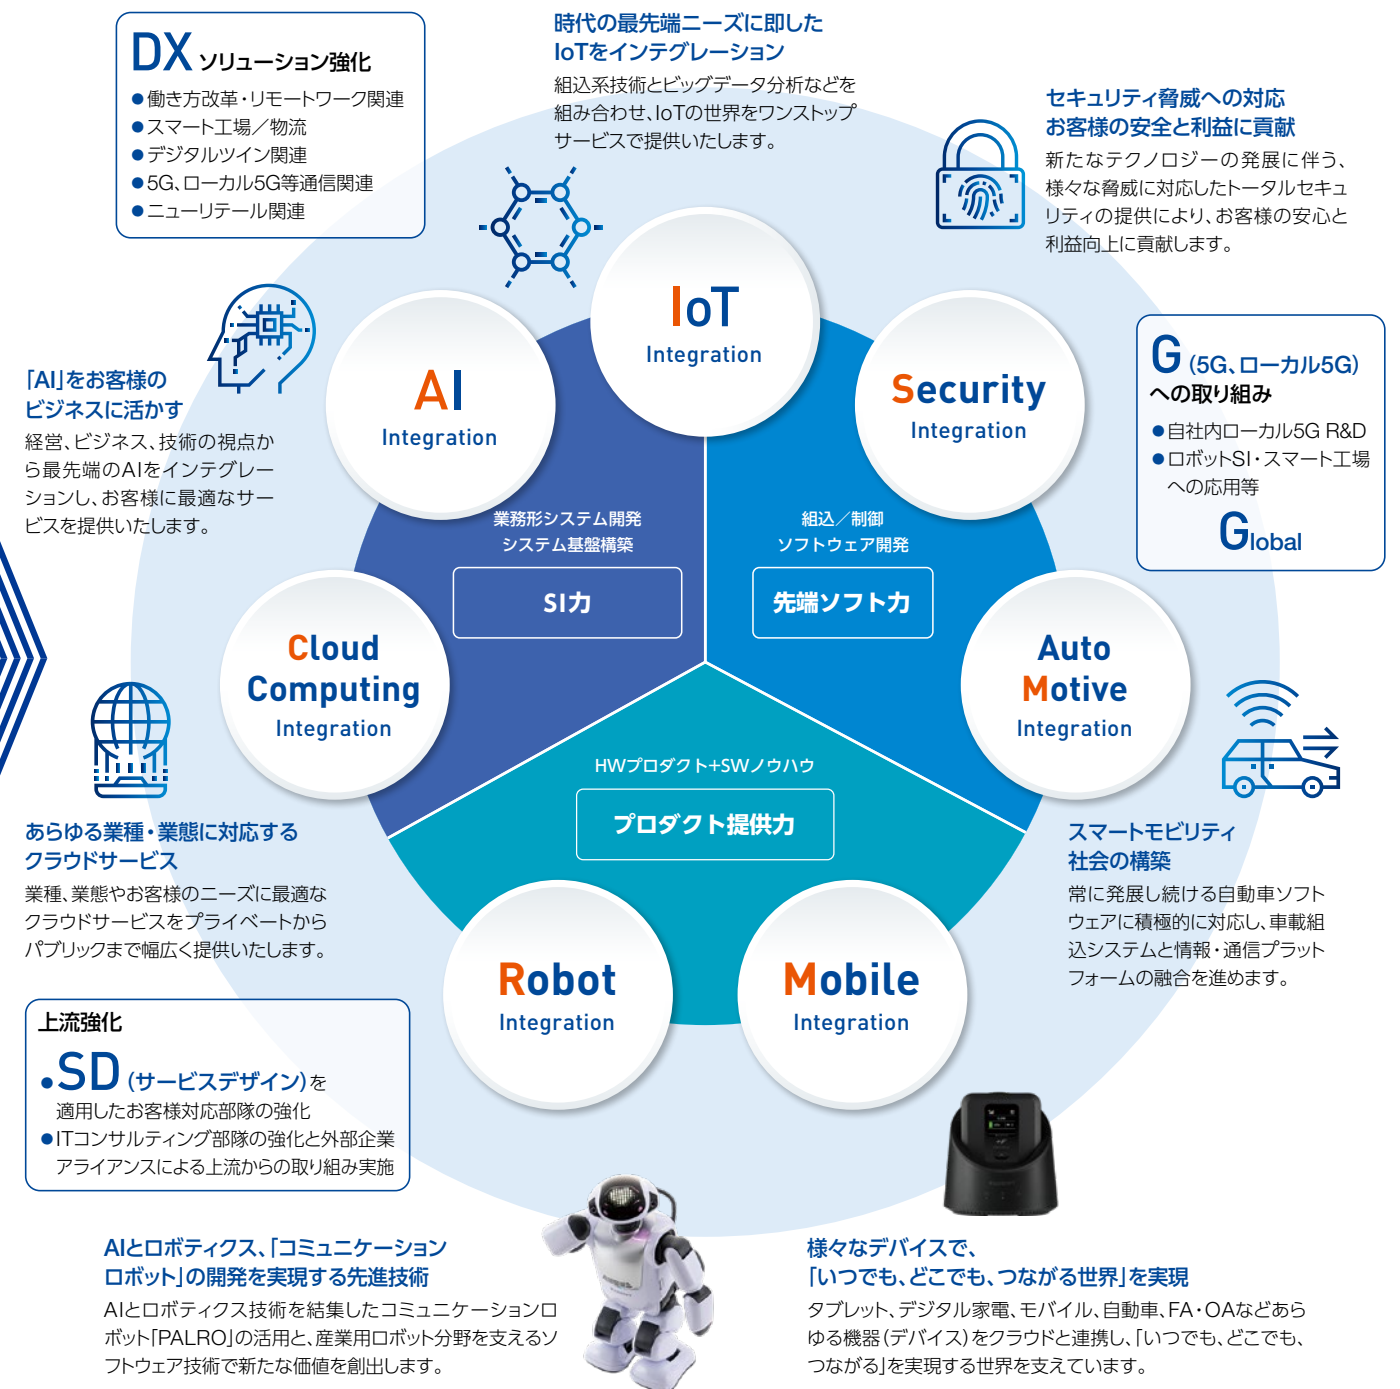 DX ソリューション強化
●働き方改革・リモートワーク関連
●スマート工場／物流
●デジタルツイン関連
●5G、ローカル5G等通信関連
●ニューリテール関連
時代の最先端ニーズに即した
IoTをインテグレーション
組込系技術とビッグデータ分析などを
組み合わせ、IoTの世界をワンストップ
サービスで提供いたします。
セキュリティ脅威への対応
お客様の安全と利益に貢献
新たなテクノロジーの発展に伴う、
様々な脅威に対応したトータルセキュ
リティの提供により、お客様の安心と
利益向上に貢献します。
IoT
Integration
AI
Integration
Security
Integration
「AI」をお客様の
ビジネスに活かす
経営、ビジネス、技術の視点か
ら最先端のAIをインテグレー
ションし、お客様に最適なサー
ビスを提供いたします。
G（5G、ローカル5G）
への取り組み
●自社内ローカル5G R&D
●ロボットSI・スマート工場
への応用等
Global
業務形システム開発
システム基盤構築
SI力
組込／制御
ソフトウェア開発
先端ソフト力
Cloud
Computing
Integration
Auto
Motive
Integration
HWプロダクト+SWノウハウ
プロダクト提供力
あらゆる業種・業態に対応する
クラウドサービス
業種、業態やお客様のニーズに最適な
クラウドサービスをプライベートから
パブリックまで幅広く提供いたします。
スマートモビリティ
社会の構築
常に発展し続ける自動車ソフト
ウェアに積極的に対応し、車載組
込システムと情報・通信プラット
フォームの融合を進めます。
Robot
Integration
Mobile
Integration
上流強化
●SD（サービスデザイン）を
適用したお客様対応部隊の強化
●ITコンサルティング部隊の強化と外部企業
アライアンスによる上流からの取り組み実施
AIとロボティクス、「コミュニケーション
ロボット」の開発を実現する先進技術
AIとロボティクス技術を結集したコミュニケーションロ
ボット「PALRO」の活用と、産業用ロボット分野を支えるソ
フトウェア技術で新たな価値を創出します。
様々なデバイスで、
「いつでも、どこでも、つながる世界」を実現
タブレット、デジタル家電、モバイル、自動車、FA・OAなどあら
ゆる機器（デバイス）をクラウドと連携し、「いつでも、どこでも、
つながる」を実現する世界を支えています。